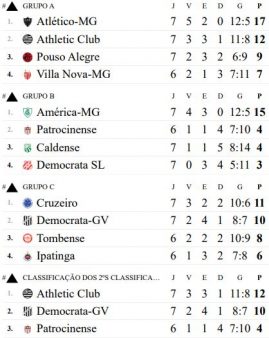 # GRUPO A J V E D G P
1. Atlético-MG 7 5 2 0 12:5 17
2. Athletic Club 7 3 3 1 11:8 12
3. Pouso Alegre 7 2 3 2 6:9 9
4. Villa Nova-MG 6 2 1 3 7:11 7
# GRUPO B J V E D G P
1. América-MG 7 4 3 0 12:5 15
2. Patrocinense 6 1 1 4 7:10 4
3. Caldense 7 1 1 5 8:14 4
4. Democrata SL 7 0 3 4 5:11 3
# GRUPO C J V E D G P
1. Cruzeiro 7 3 2 2 10:6 11
2. Democrata-GV 7 2 4 1 8:7 10
3. Tombense 6 2 2 2 10:9 8
4. Ipatinga 6 1 3 2 7:8 6
# CLASSIFICAÇÃO DOS 2ºS CLASSIFICA... J V E D G P
1. Athletic Club 7 3 3 1 11:8 12
2. Democrata-GV 7 2 4 1 8:7 10
3. Patrocinense 6 1 1 4 7:10 4